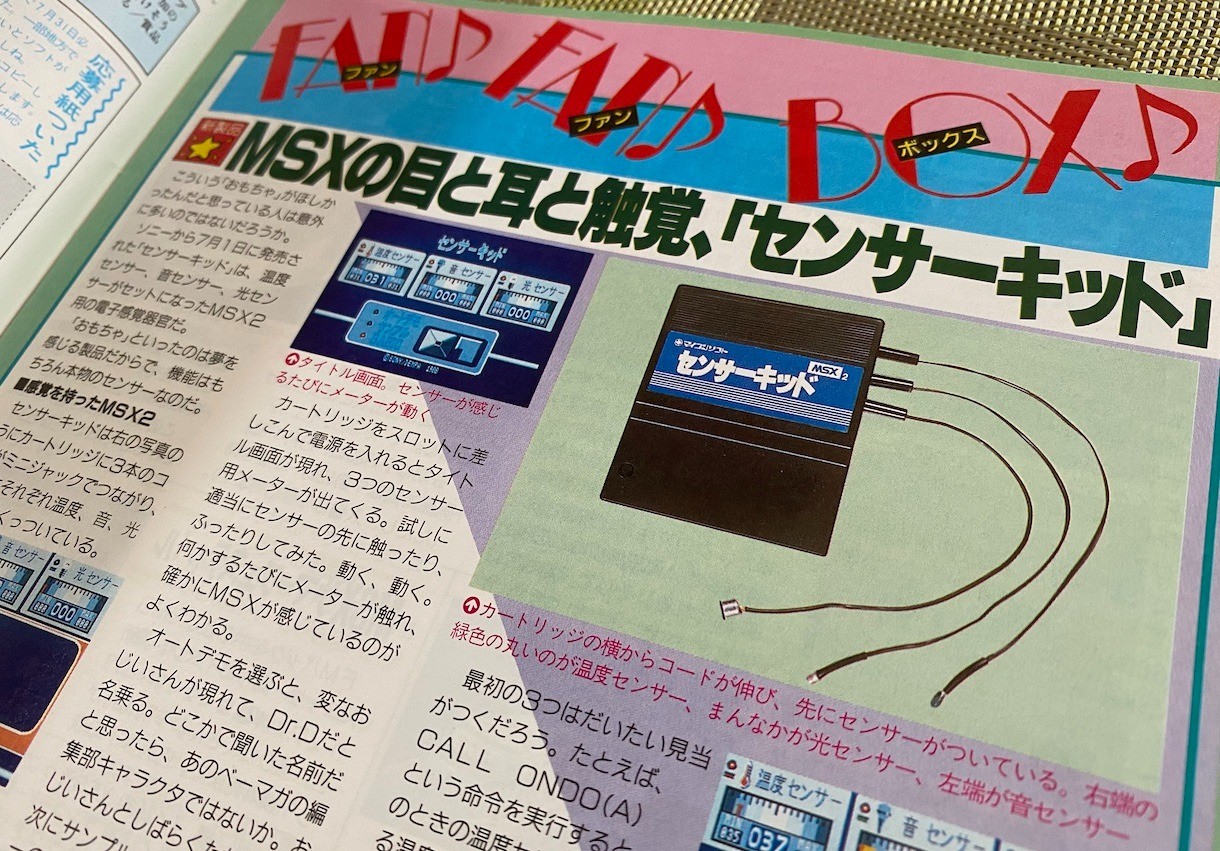 応募用紙ついた
FAN FAN BOX
ファン
ファン
ボックス
新製品
MSXの目と耳と触覚、「センサーキッド」
こういう「おもちゃ」がほしか
ったんだと思っている人は意外
に多いのではないだろうか。
ソニーから7月1日に発売さ
れた「センサーキッド」は、温度
センサー、音センサー、光セン
サーがセットになったMSX2
用の電子感覚器官だ。
「おもちゃ」といったのは夢を
感じる製品だからで、機能はも
ちろん本物のセンサーなのだ。
■感覚を持ったMSX2
センサーキッドは右の写真の
うにカートリッジに3本のコ
がミニジャックでつながり、
それぞれ温度、音、光
くっついている。
音センサー
光センサー
000
センサーキッド
温度センサー
音センサー
光センサー
031
000
000
©SONY・DENPA 1988
タイトル画面。センサーが感じ
るたびにメーターが動く
カートリッジをスロットに差
しこんで電源を入れるとタイト
ル画面が現れ、3つのセンサー
用メーターが出てくる。試しに
適当にセンサーの先に触ったり、
ふったりしてみた。動く、動く。
何かするたびにメーターが触れ、
確かにMSXが感じているのが
よくわかる。
オートデモを選ぶと、変なお
じいさんが現れて、Dr.Dだと
名乗る。どこかで聞いた名前だ
と思ったら、あのベーマガの編
集部キャラクタではないか。お
じいさんとしばらく
次にサンプル
マイコンソフト
センサーキッド
MSX2
カートリッジの横からコードが伸び、先にセンサーがついている。右端の
緑色の丸いのが温度センサー、まんなかが光センサー、左端が音センサー
最初の3つはだいたい見当
がつくだろう。たとえば、
CALL ONDO(A)
という命令を実行すると
のときの温度が
温度センサー
035
037
音センサー